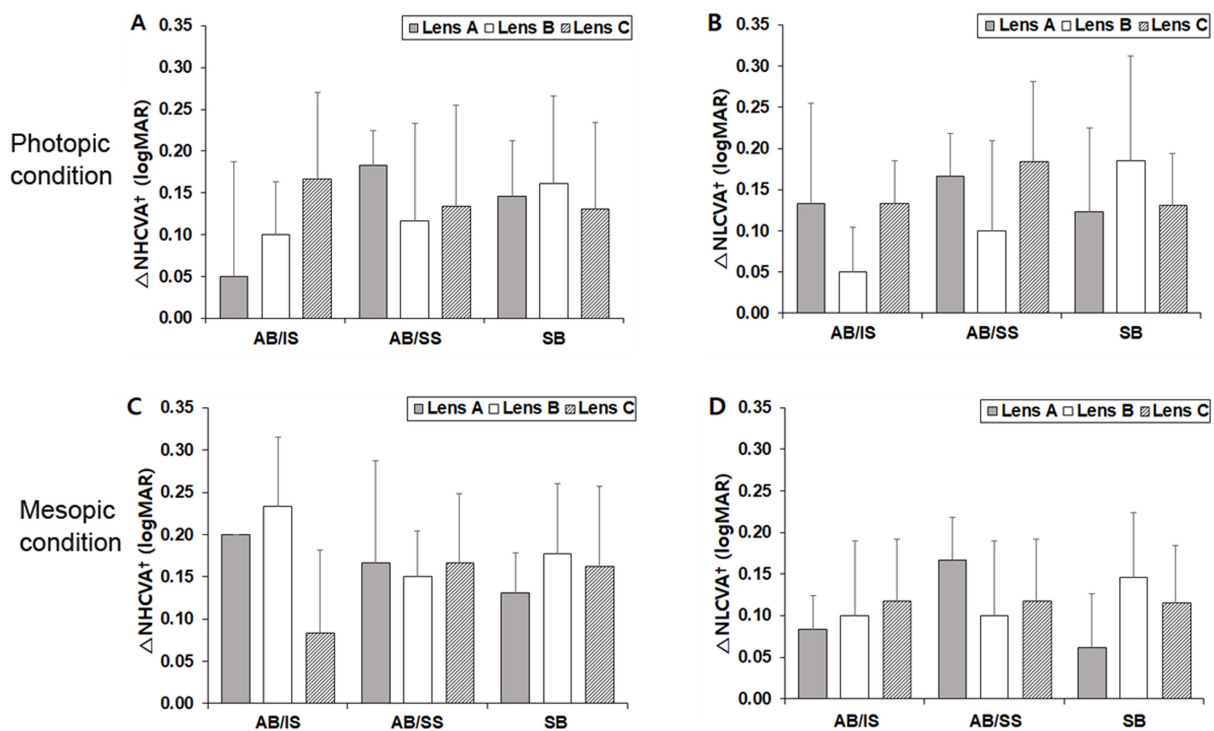 A
B
Lens A Lens B Lens C
Lens A Lens B Lens C
Photopic
condition
△NHCVA† (logMAR)
0.35
0.30
0.25
0.20
0.15
0.10
0.05
0.00
AB/IS AB/SS SB
△NLCVA† (logMAR)
0.35
0.30
0.25
0.20
0.15
0.10
0.05
0.00
AB/IS AB/SS SB
C
D
Lens A Lens B Lens C
Lens A Lens B Lens C
Mesopic
condition
△NHCVA† (logMAR)
0.35
0.30
0.25
0.20
0.15
0.10
0.05
0.00
AB/IS AB/SS SB
△NLCVA† (logMAR)
0.35
0.30
0.25
0.20
0.15
0.10
0.05
0.00
AB/IS AB/SS SB